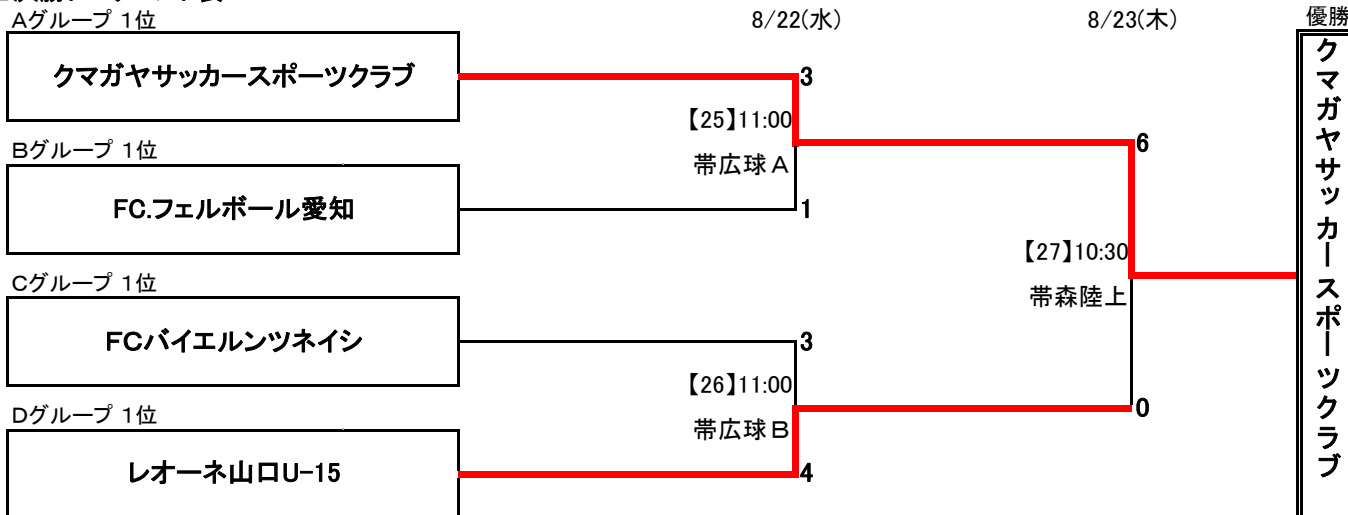 Aグループ 1位
8/22(水)
8/23(木)
優勝
クマガヤサッカースポーツクラブ
3
【25】11:00
帯広球A
Bグループ 1位
FC.フェルボール愛知
1
6
【27】10:30
帯森陸上
Cグループ 1位
FCバイエルンツネイシ
3
【26】11:00
帯広球B
Dグループ 1位
レオーネ山口U-15
4
0
クマガヤサッカースポーツクラブ